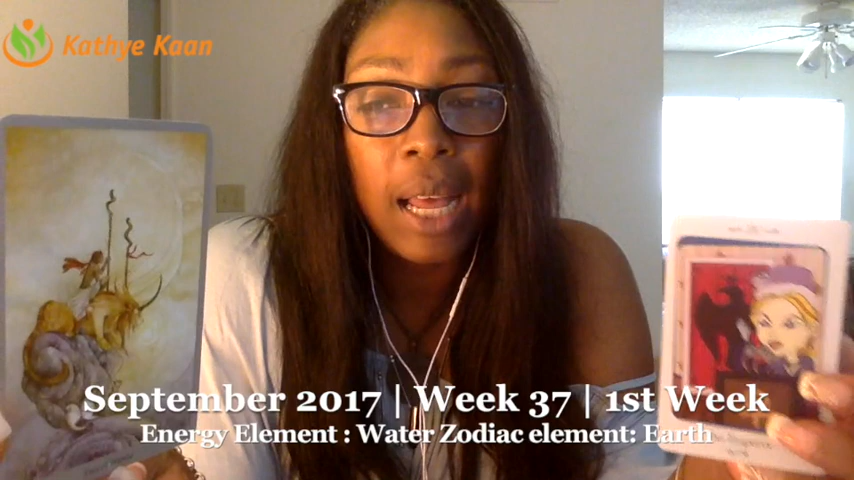 Kathye Kaan
September 2017 | Week 37 | 1st Week
Energy Element : Water Zodiac element: Earth